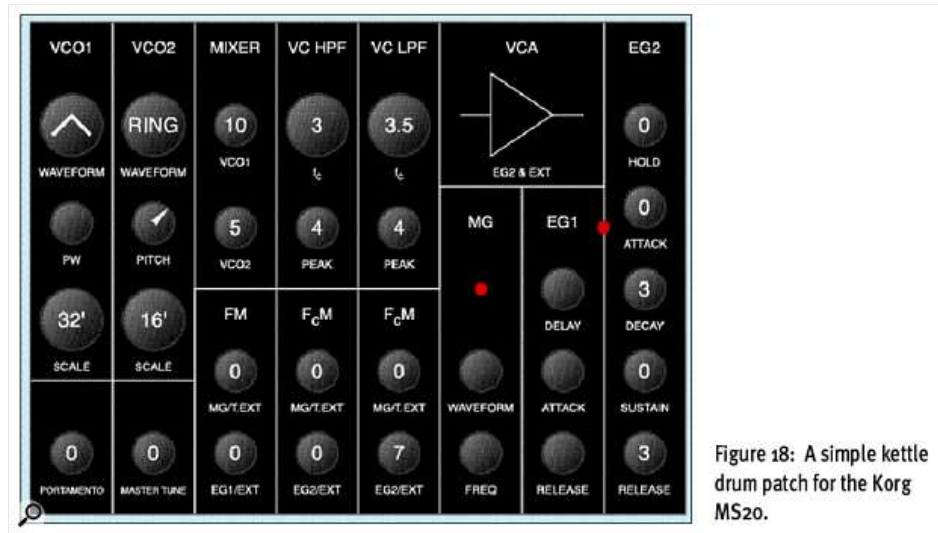 VCO1 VCO2 MIXER VC HPF VC LPF VCA EG2
RING 10 3 3.5 0
WAVEFORM WAVEFORM VCO1 fc fc EG2 & EXT HOLD
MG EG1
5 4 4 0
PW PITCH VCO2 PEAK PEAK ATTACK
32' 16' FM FcM FcM 3
DELAY DECAY
SCALE SCALE
0 0 0 0
MG/T.EXT MG/T.EXT MG/T.EXT WAVEFORM ATTACK SUSTAIN
0 0 0 0 7 3
PORTAMENTO MASTER TUNE EG1/EXT EG2/EXT EG2/EXT FREQ RELEASE RELEASE
Figure 18: A simple kettle
drum patch for the Korg
MS20.